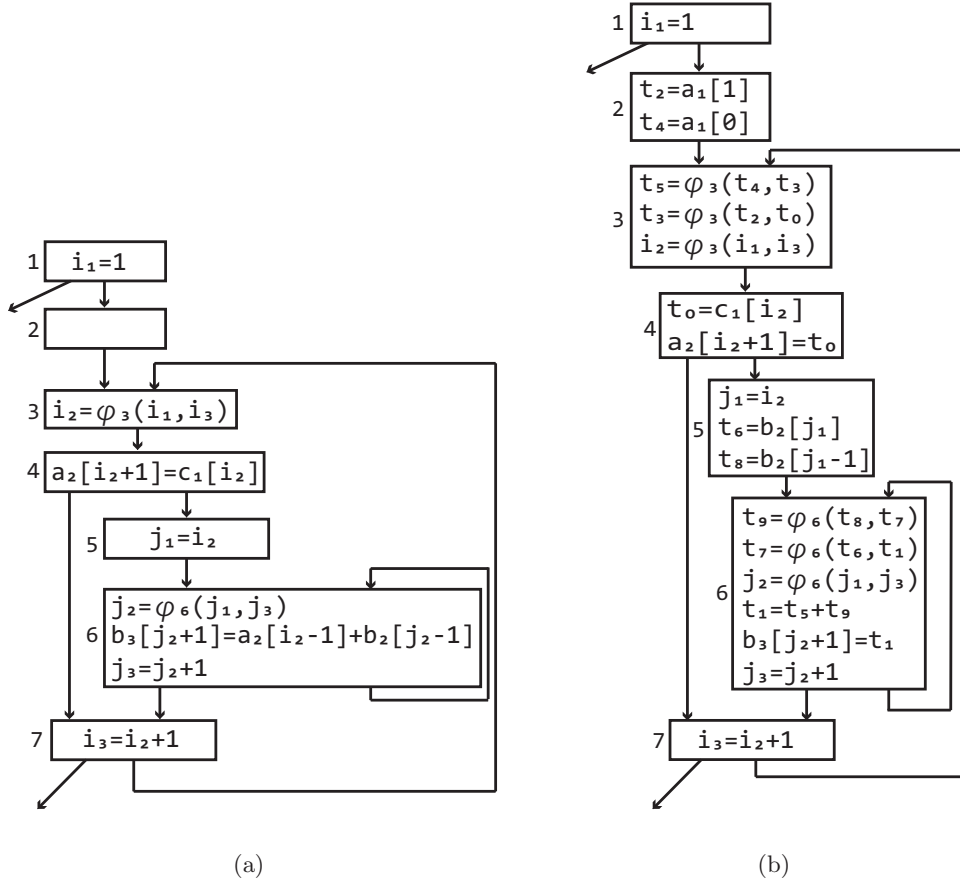 1
i₁=1
2
3
i₂=φ₃(i₁,i₃)
4
a₂[i₂+1]=c₁[i₂]
5
j₁=i₂
6
j₂=φ₆(j₁,j₃)
b₃[j₂+1]=a₂[i₂-1]+b₂[j₂-1]
j₃=j₂+1
7
i₃=i₂+1
(a)
1
i₁=1
2
t₂=a₁[1]
t₄=a₁[0]
3
t₅=φ₃(t₄,t₃)
t₃=φ₃(t₂,t₀)
i₂=φ₃(i₁,i₃)
4
t₀=c₁[i₂]
a₂[i₂+1]=t₀
5
j₁=i₂
t₆=b₂[j₁]
t₈=b₂[j₁-1]
6
t₉=φ₆(t₈,t₇)
t₇=φ₆(t₆,t₁)
j₂=φ₆(j₁,j₃)
t₁=t₅+t₉
b₃[j₂+1]=t₁
j₃=j₂+1
7
i₃=i₂+1
(b)